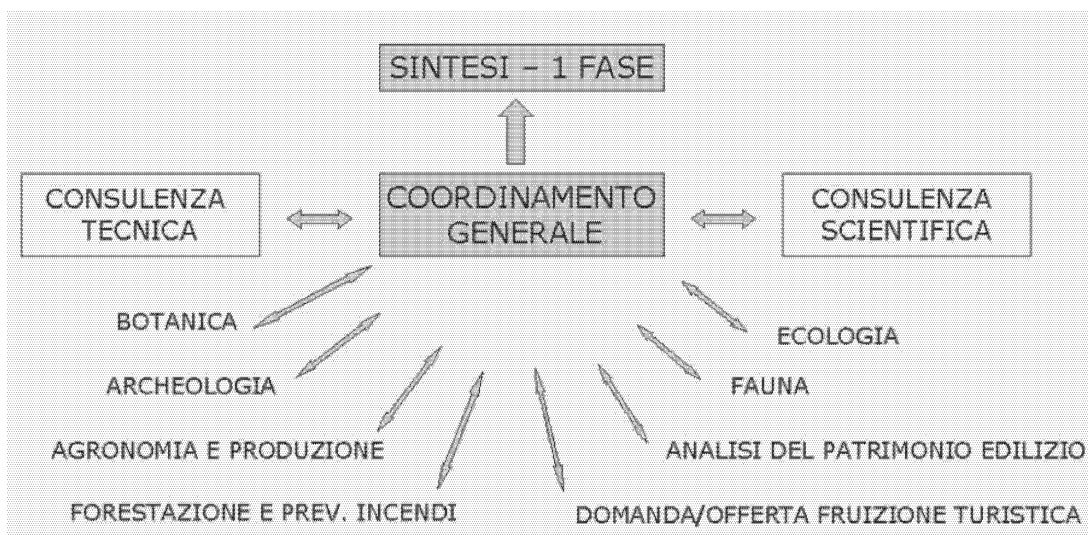 SINTESI – 1 FASE
CONSULENZA
TECNICA
COORDINAMENTO
GENERALE
CONSULENZA
SCIENTIFICA
BOTANICA
ECOLOGIA
ARCHEOLOGIA
FAUNA
AGRONOMIA E PRODUZIONE
ANALISI DEL PATRIMONIO EDILIZIO
FORESTAZIONE E PREV. INCENDI
DOMANDA/OFFERTA FRUIZIONE TURISTICA